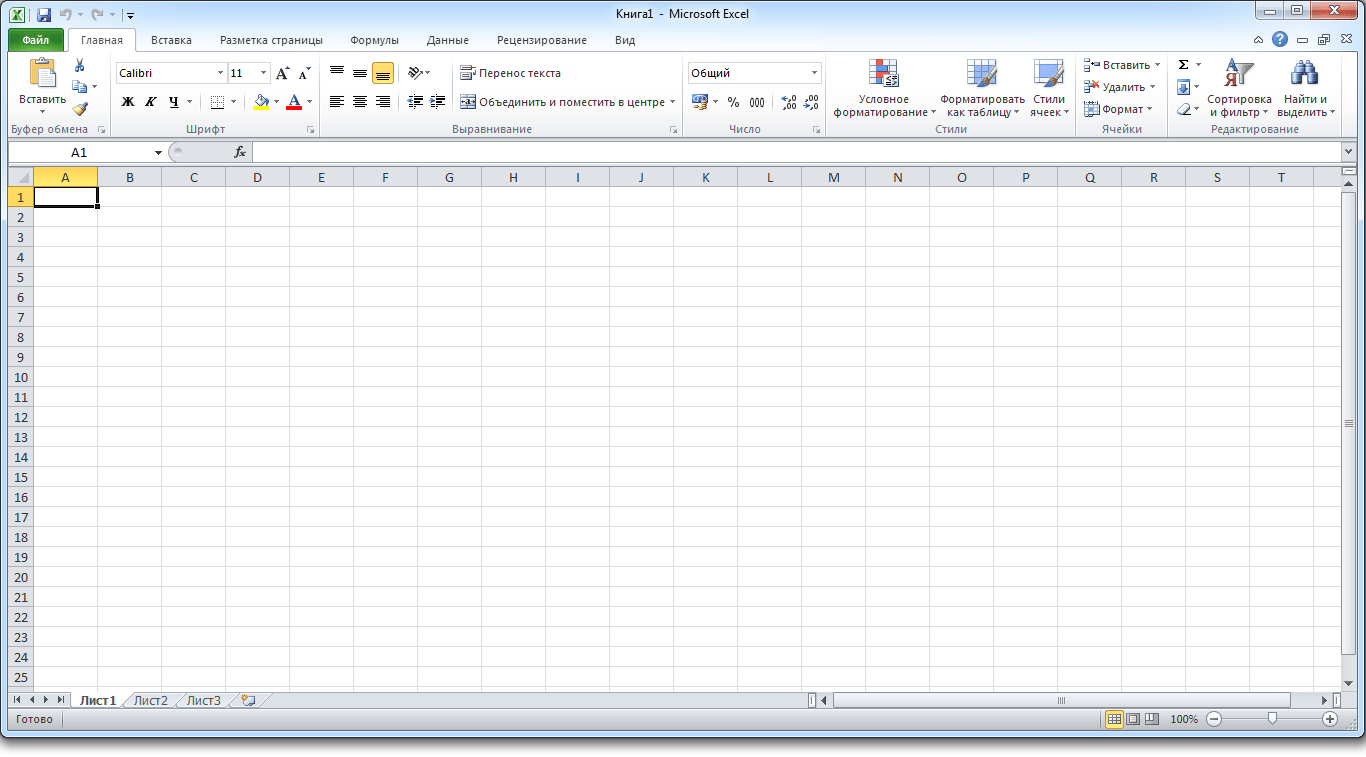 Книга1 - Microsoft Excel
Файл Главная Вставка Разметка страницы Формулы Данные Рецензирование Вид
Вставить
Буфер обмена
Calibri 11
Ж К Ч
Шрифт
Перенос текста
Объединить и поместить в центре
Выравнивание
Общий
% 000
Число
Условное форматирование
Форматировать как таблицу
Стили ячеек
Стили
Вставить
Удалить
Формат
Ячейки
Σ
Сортировка и фильтр
Найти и выделить
Редактирование
A1 fx
A B C D E F G H I J K L M N O P Q R S T
1
2
3
4
5
6
7
8
9
10
11
12
13
14
15
16
17
18
19
20
21
22
23
24
25
Лист1 Лист2 Лист3
Готово 100%